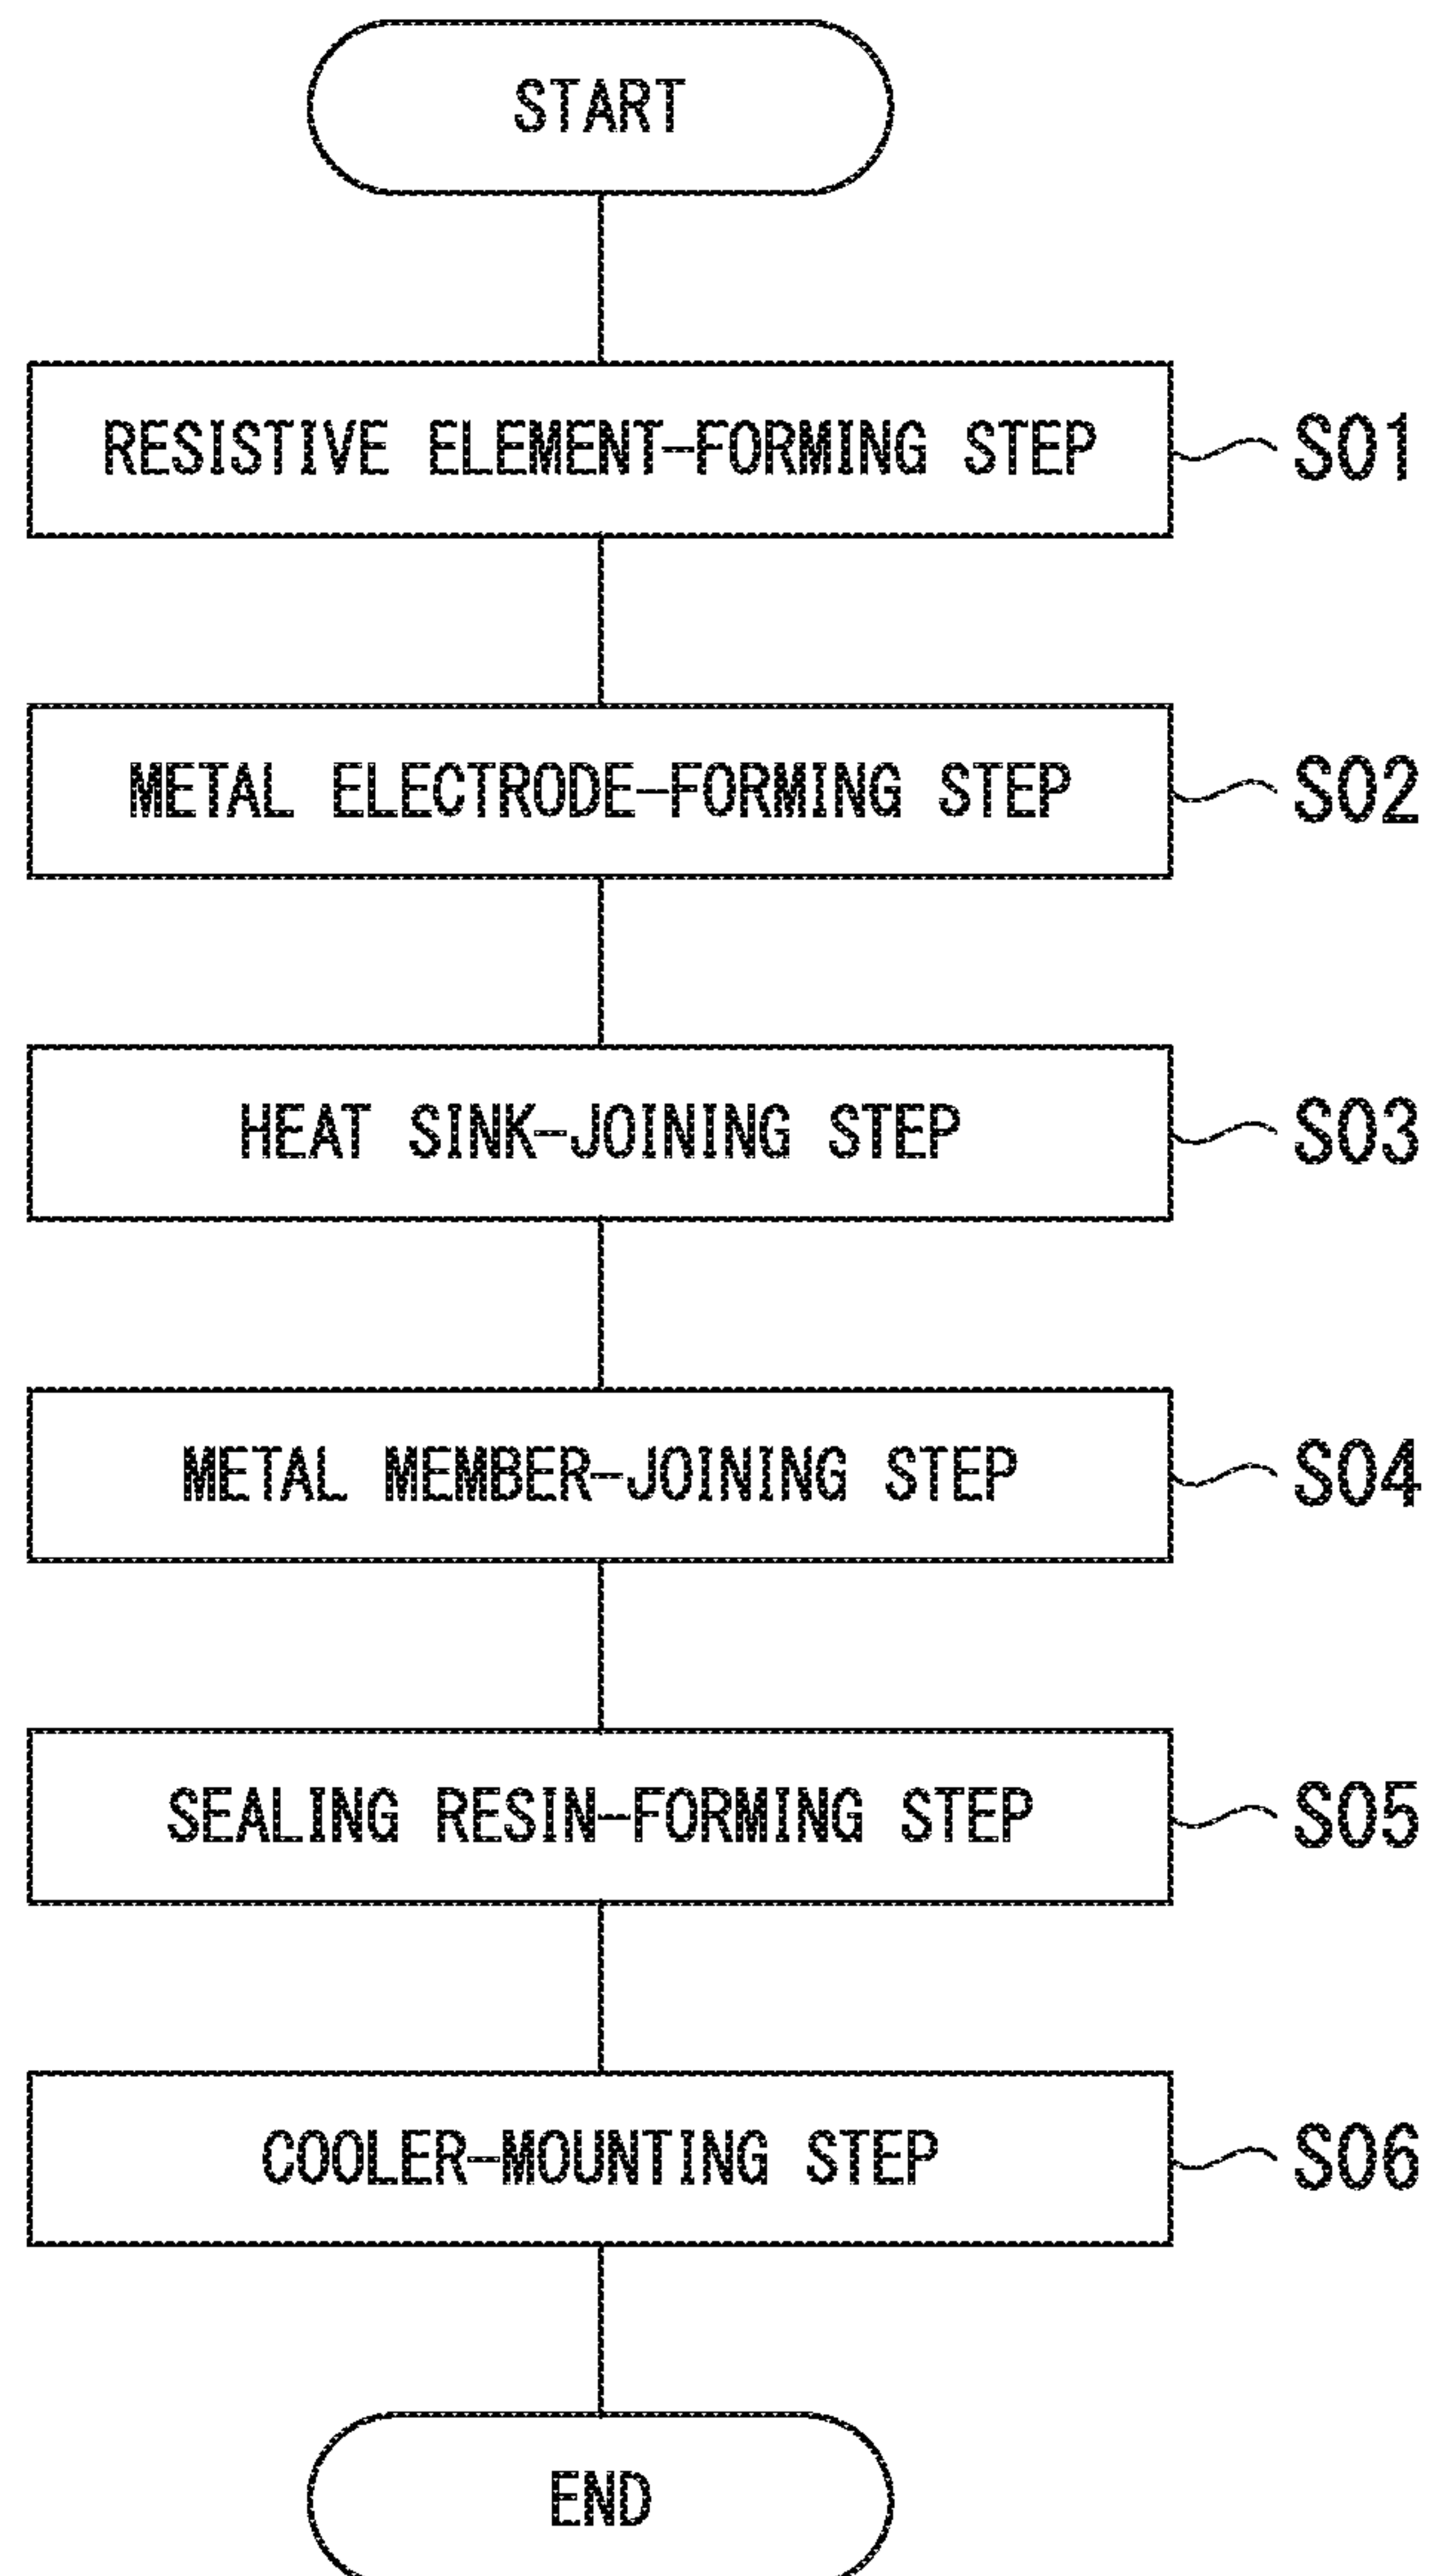 START
RESISTIVE ELEMENT-FORMING STEP S01
METAL ELECTRODE-FORMING STEP S02
HEAT SINK-JOINING STEP S03
METAL MEMBER-JOINING STEP S04
SEALING RESIN-FORMING STEP S05
COOLER-MOUNTING STEP S06
END